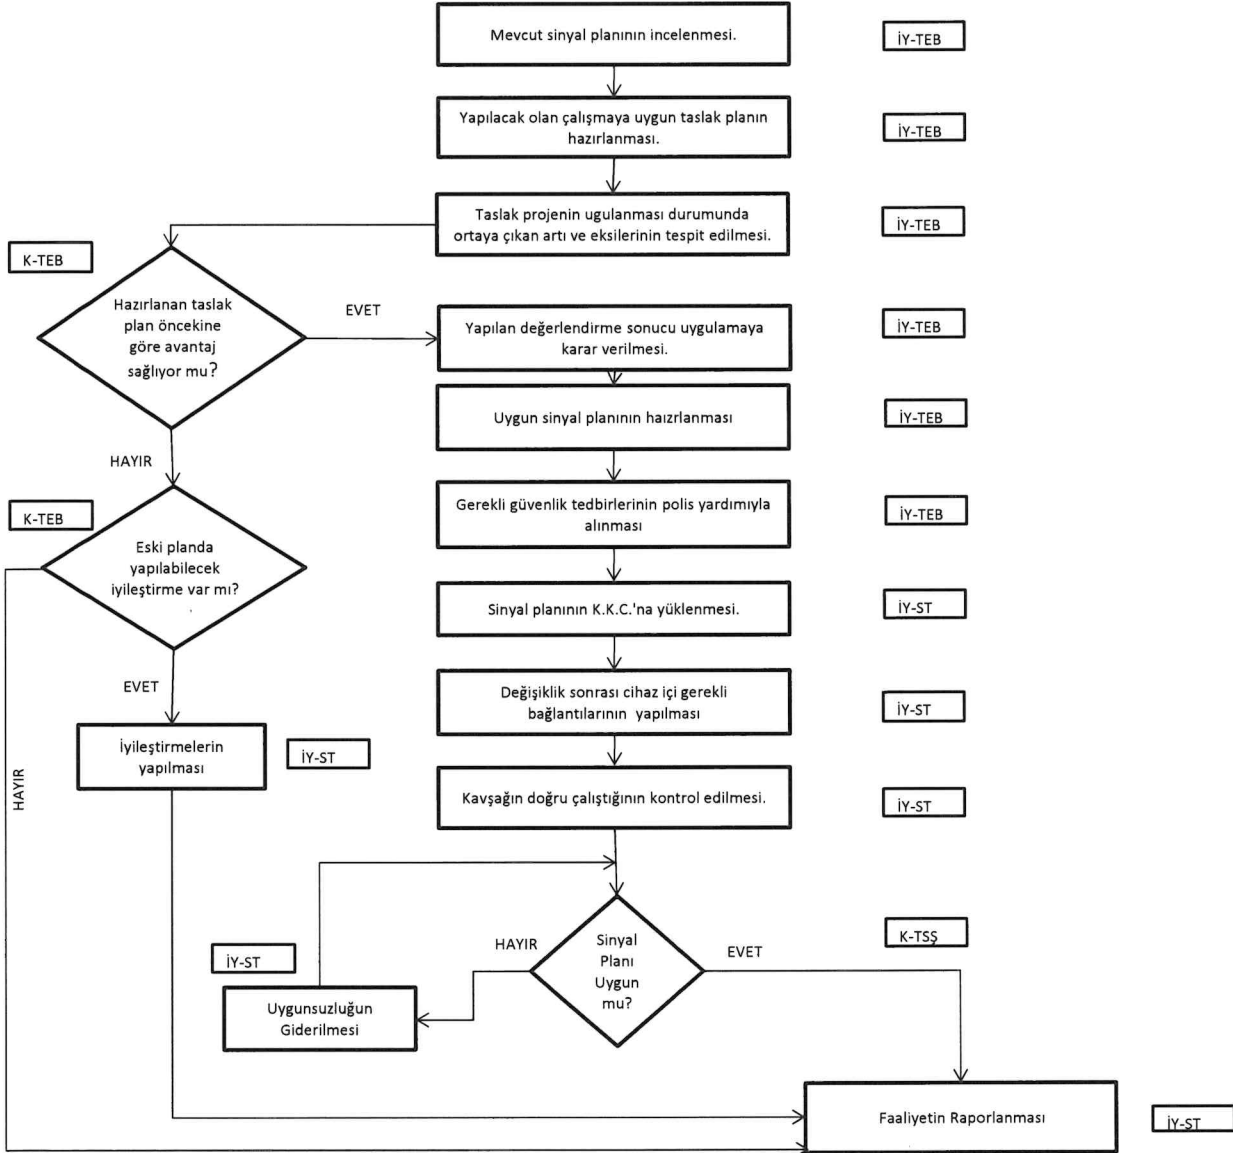 Mevcut sinyal planının incelenmesi.
İY-TEB
Yapılacak olan çalışmaya uygun taslak planın
hazırlanması.
İY-TEB
Taslak projenin ugulanması durumunda
ortaya çıkan artı ve eksilerinin tespit edilmesi.
İY-TEB
K-TEB
Hazırlanan taslak
plan öncekine
göre avantaj
sağlıyor mu?
EVET
Yapılan değerlendirme sonucu uygulamaya
karar verilmesi.
İY-TEB
Uygun sinyal planının haızrlanması
İY-TEB
HAYIR
K-TEB
Eski planda
yapılabilecek
iyileştirme var mı?
Gerekli güvenlik tedbirlerinin polis yardımıyla
alınması
İY-TEB
Sinyal planının K.K.C.'na yüklenmesi.
İY-ST
EVET
Değişiklik sonrası cihaz içi gerekli
bağlantılarının yapılması
İY-ST
İyileştirmelerin
yapılması
İY-ST
HAYIR
Kavşağın doğru çalıştığının kontrol edilmesi.
İY-ST
K-TSŞ
Sinyal
Planı
Uygun
mu?
HAYIR
EVET
İY-ST
Uygunsuzluğun
Giderilmesi
Faaliyetin Raporlanması
İY-ST